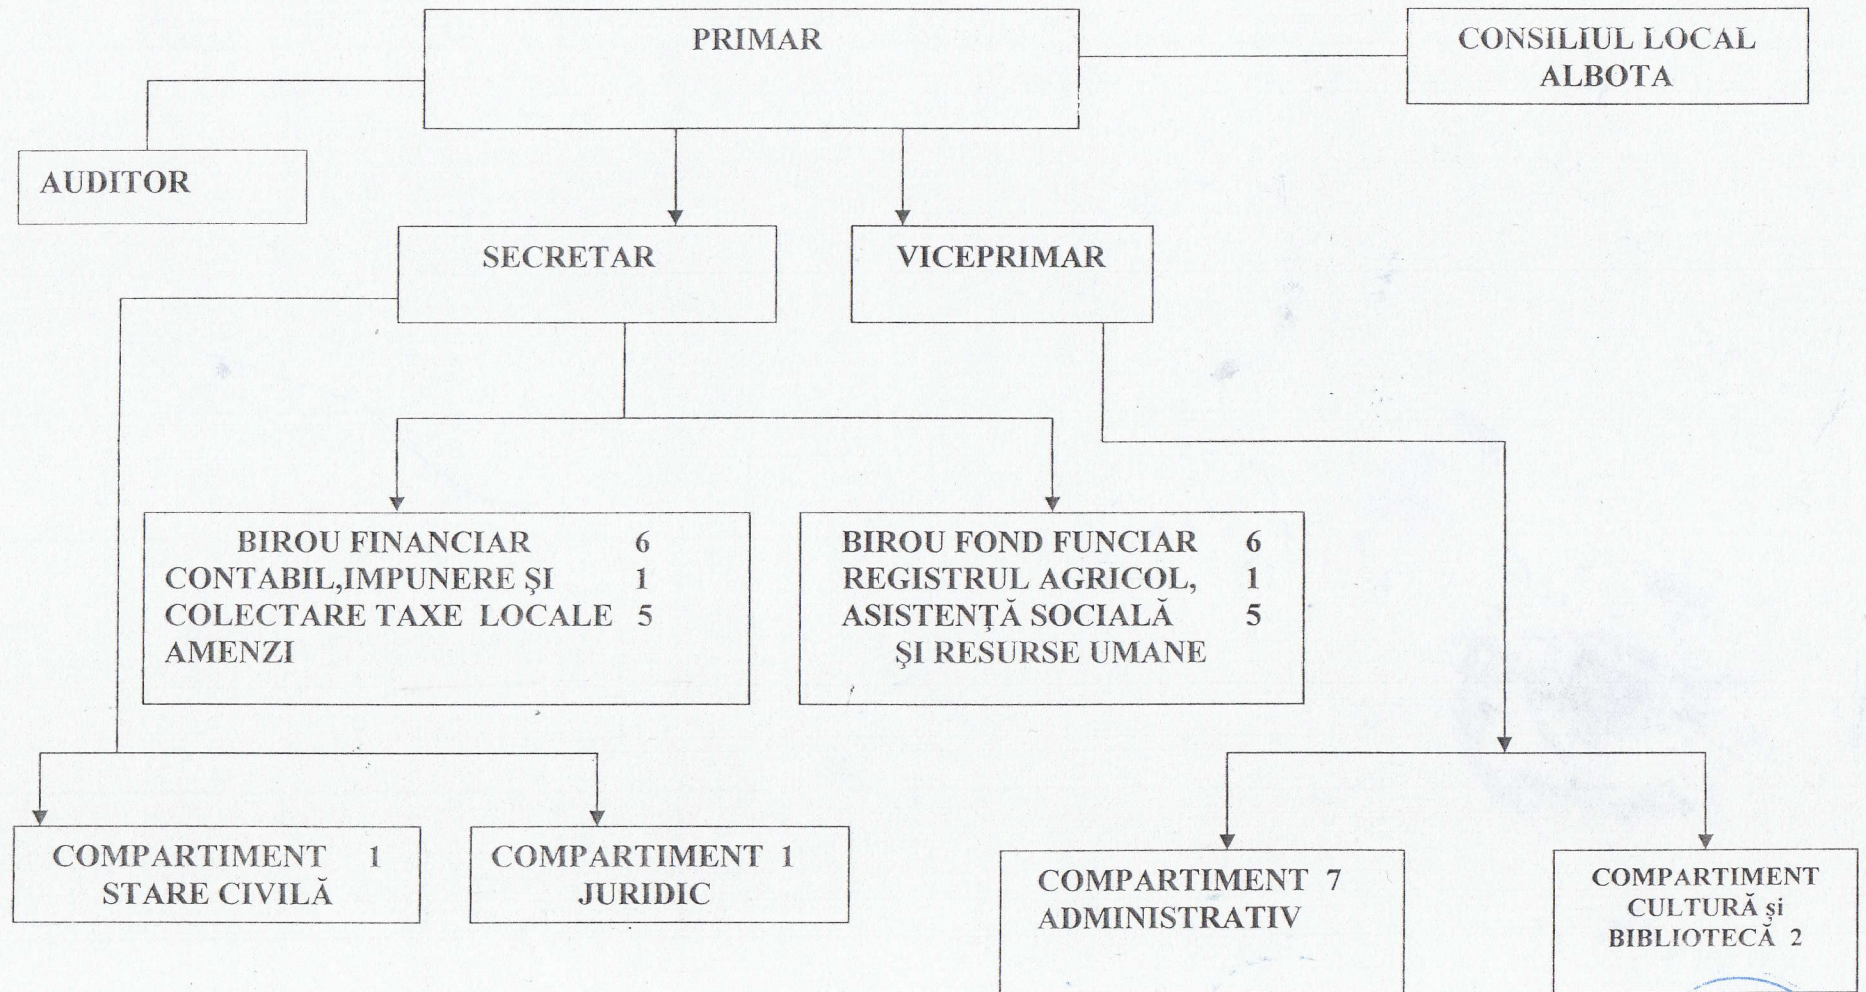 PRIMAR
CONSILIUL LOCAL
ALBOTA
AUDITOR
SECRETAR
VICEPRIMAR
BIROU FINANCIAR 6
CONTABIL,IMPUNERE ŞI 1
COLECTARE TAXE LOCALE 5
AMENZI
BIROU FOND FUNCIAR 6
REGISTRUL AGRICOL, 1
ASISTENŢĂ SOCIALĂ 5
ŞI RESURSE UMANE
COMPARTIMENT 1
STARE CIVILĂ
COMPARTIMENT 1
JURIDIC
COMPARTIMENT 7
ADMINISTRATIV
COMPARTIMENT
CULTURĂ şi
BIBLIOTECĂ 2